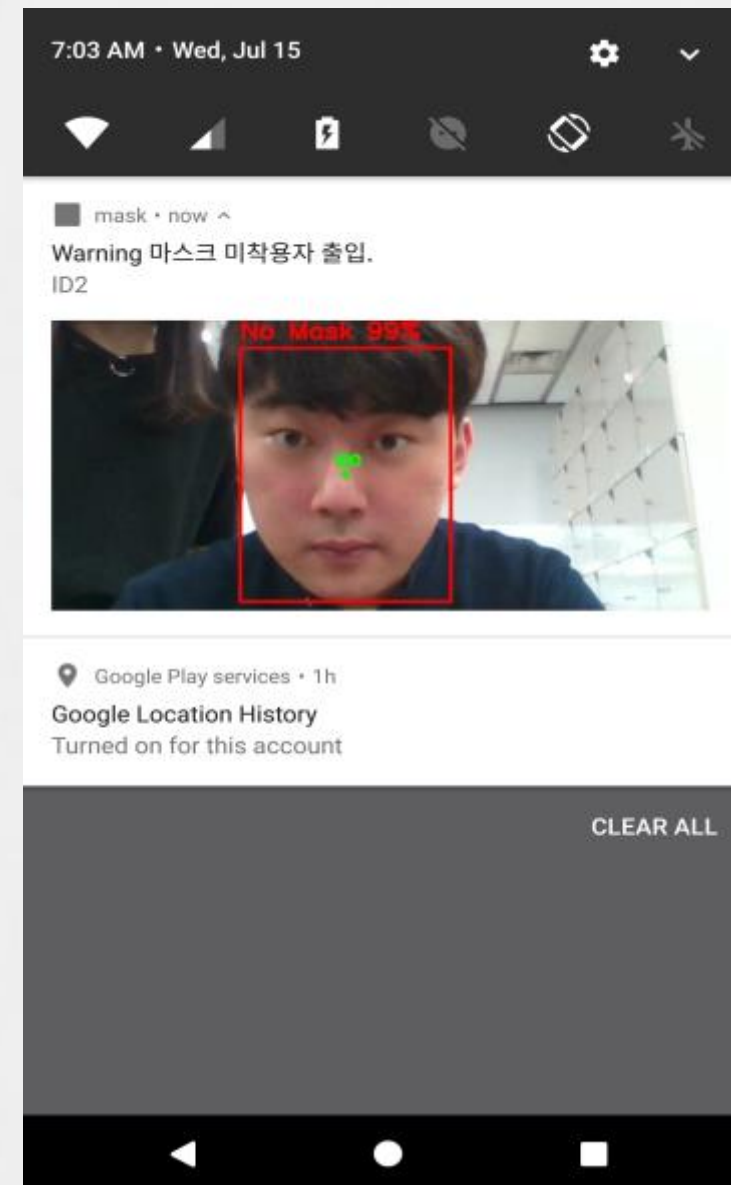 7:03 AM • Wed, Jul 15
mask • now
Warning 마스크 미착용자 출입.
ID2
No Mask 99%
Google Play services • 1h
Google Location History
Turned on for this account
CLEAR ALL